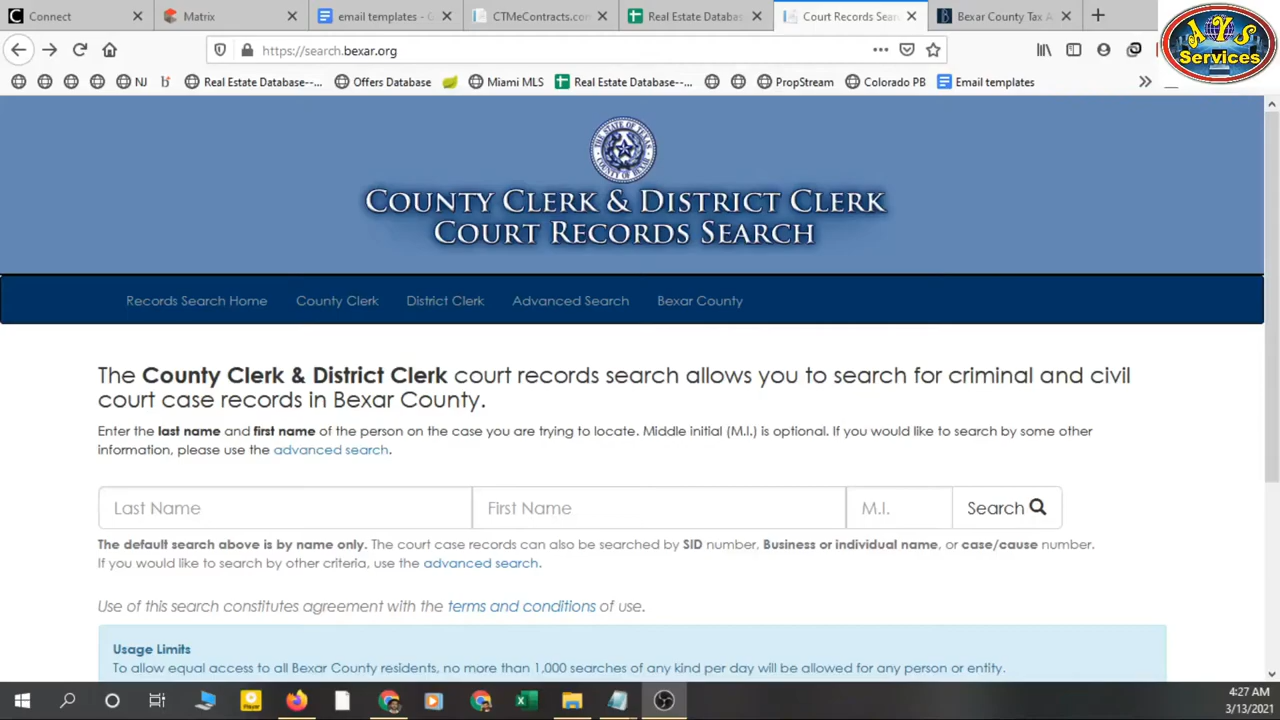 Connect
Matrix
email templates - G
CTMeContracts.com
Real Estate Databas
Court Records Sear
Bexar County Tax A
https://search.bexar.org
AYS
Services
NJ
Real Estate Database--...
Offers Database
Miami MLS
Real Estate Database--...
PropStream
Colorado PB
Email templates
THE STATE OF TEXAS
COUNTY OF BEXAR
COUNTY CLERK & DISTRICT CLERK
COURT RECORDS SEARCH
Records Search Home
County Clerk
District Clerk
Advanced Search
Bexar County
The County Clerk & District Clerk court records search allows you to search for criminal and civil
court case records in Bexar County.
Enter the last name and first name of the person on the case you are trying to locate. Middle initial (M.I.) is optional. If you would like to search by some other
information, please use the advanced search.
Last Name
First Name
M.I.
Search
The default search above is by name only. The court case records can also be searched by SID number, Business or individual name, or case/cause number.
If you would like to search by other criteria, use the advanced search.
Use of this search constitutes agreement with the terms and conditions of use.
Usage Limits
To allow equal access to all Bexar County residents, no more than 1,000 searches of any kind per day will be allowed for any person or entity.
4:27 AM
3/13/2021